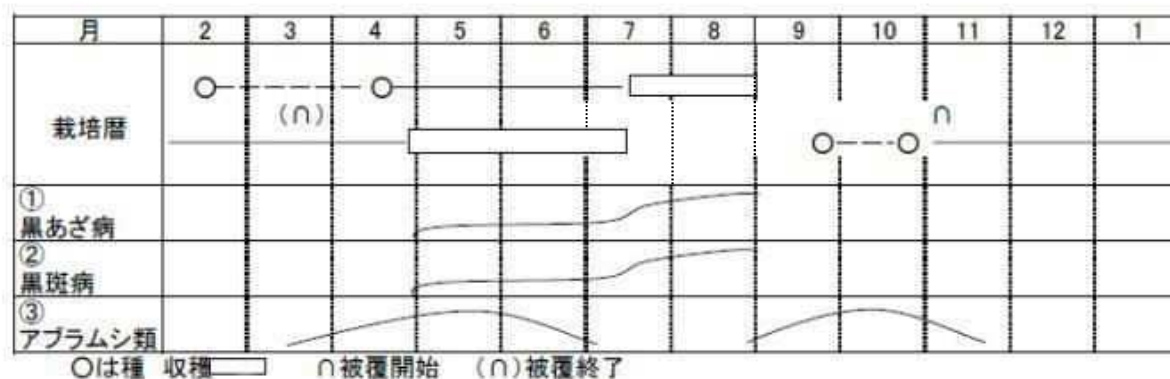 月 2 3 4 5 6 7 8 9 10 11 12 1
栽培暦
(∩)
∩
①
黒あざ病
②
黒斑病
③
アブラムシ類
○は種 収穫 ∩被覆開始 (∩)被覆終了